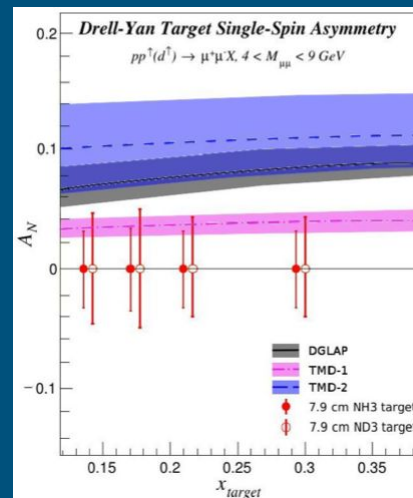 Drell-Yan Target Single-Spin Asymmetry
pp↑(d↑) → μ⁺μ⁻X, 4 < Mμμ < 9 GeV
0.2
0.1
0
−0.1
A_N
DGLAP
TMD-1
TMD-2
7.9 cm NH3 target
7.9 cm ND3 target
0.15 0.2 0.25 0.3 0.35
x_target